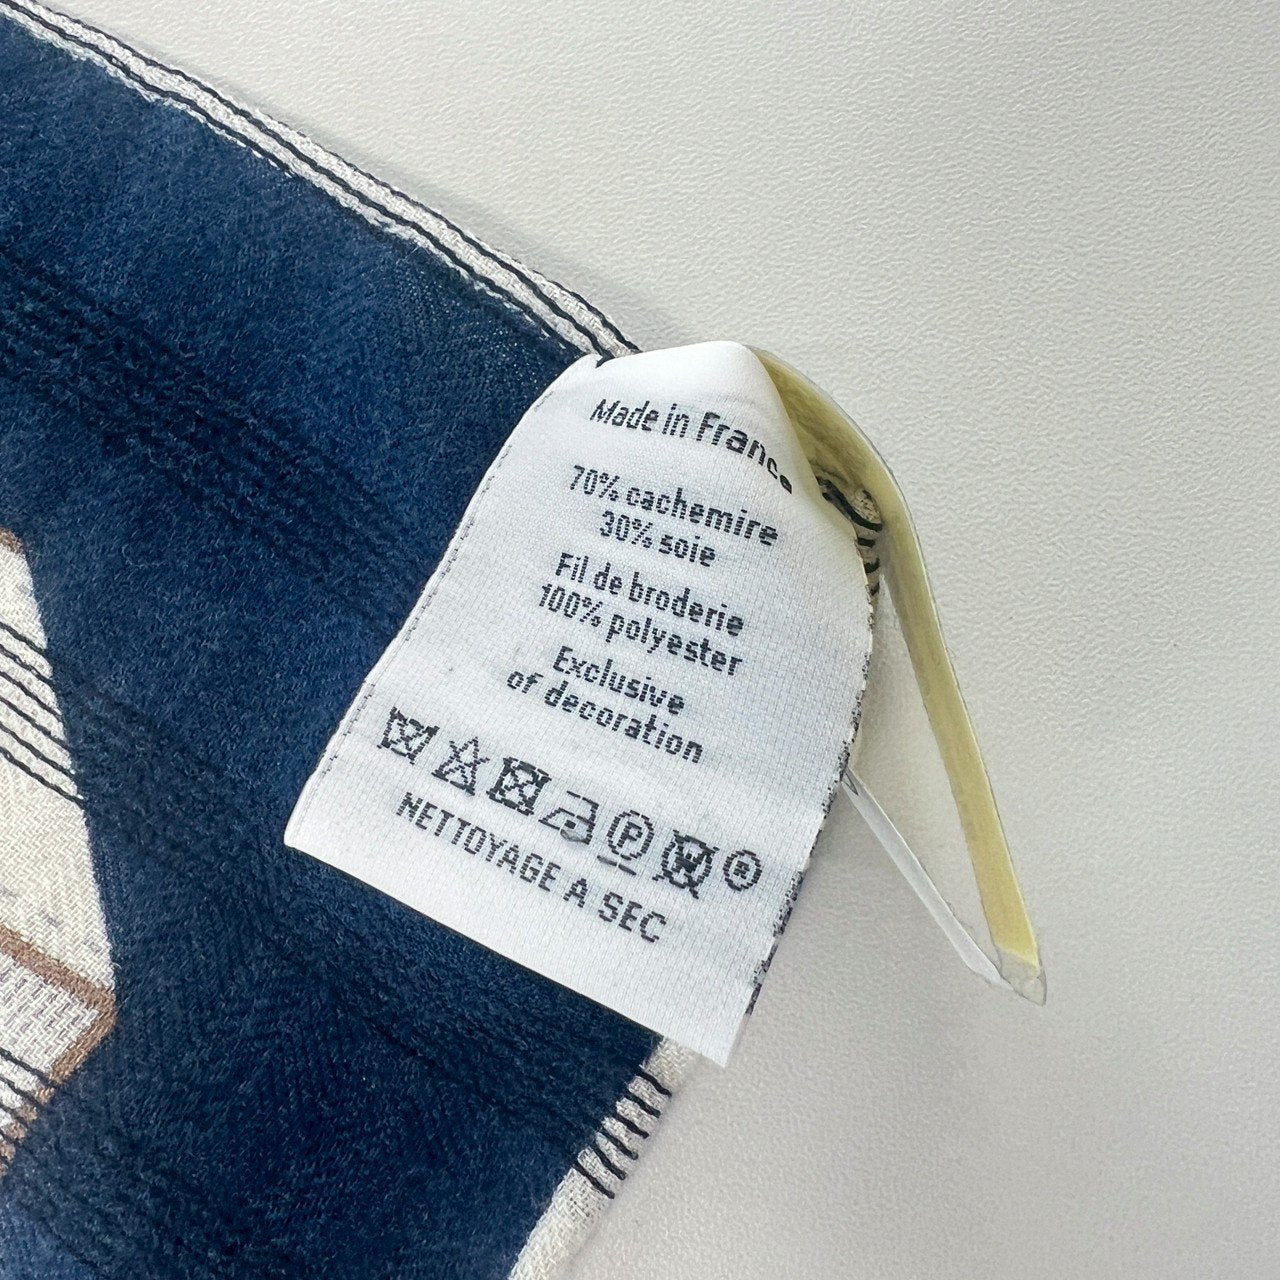 Made in France
70% cachemire
30% soie
Fil de broderie
100% polyester
Exclusive
of decoration
P W ®
NETTOYAGE A SEC